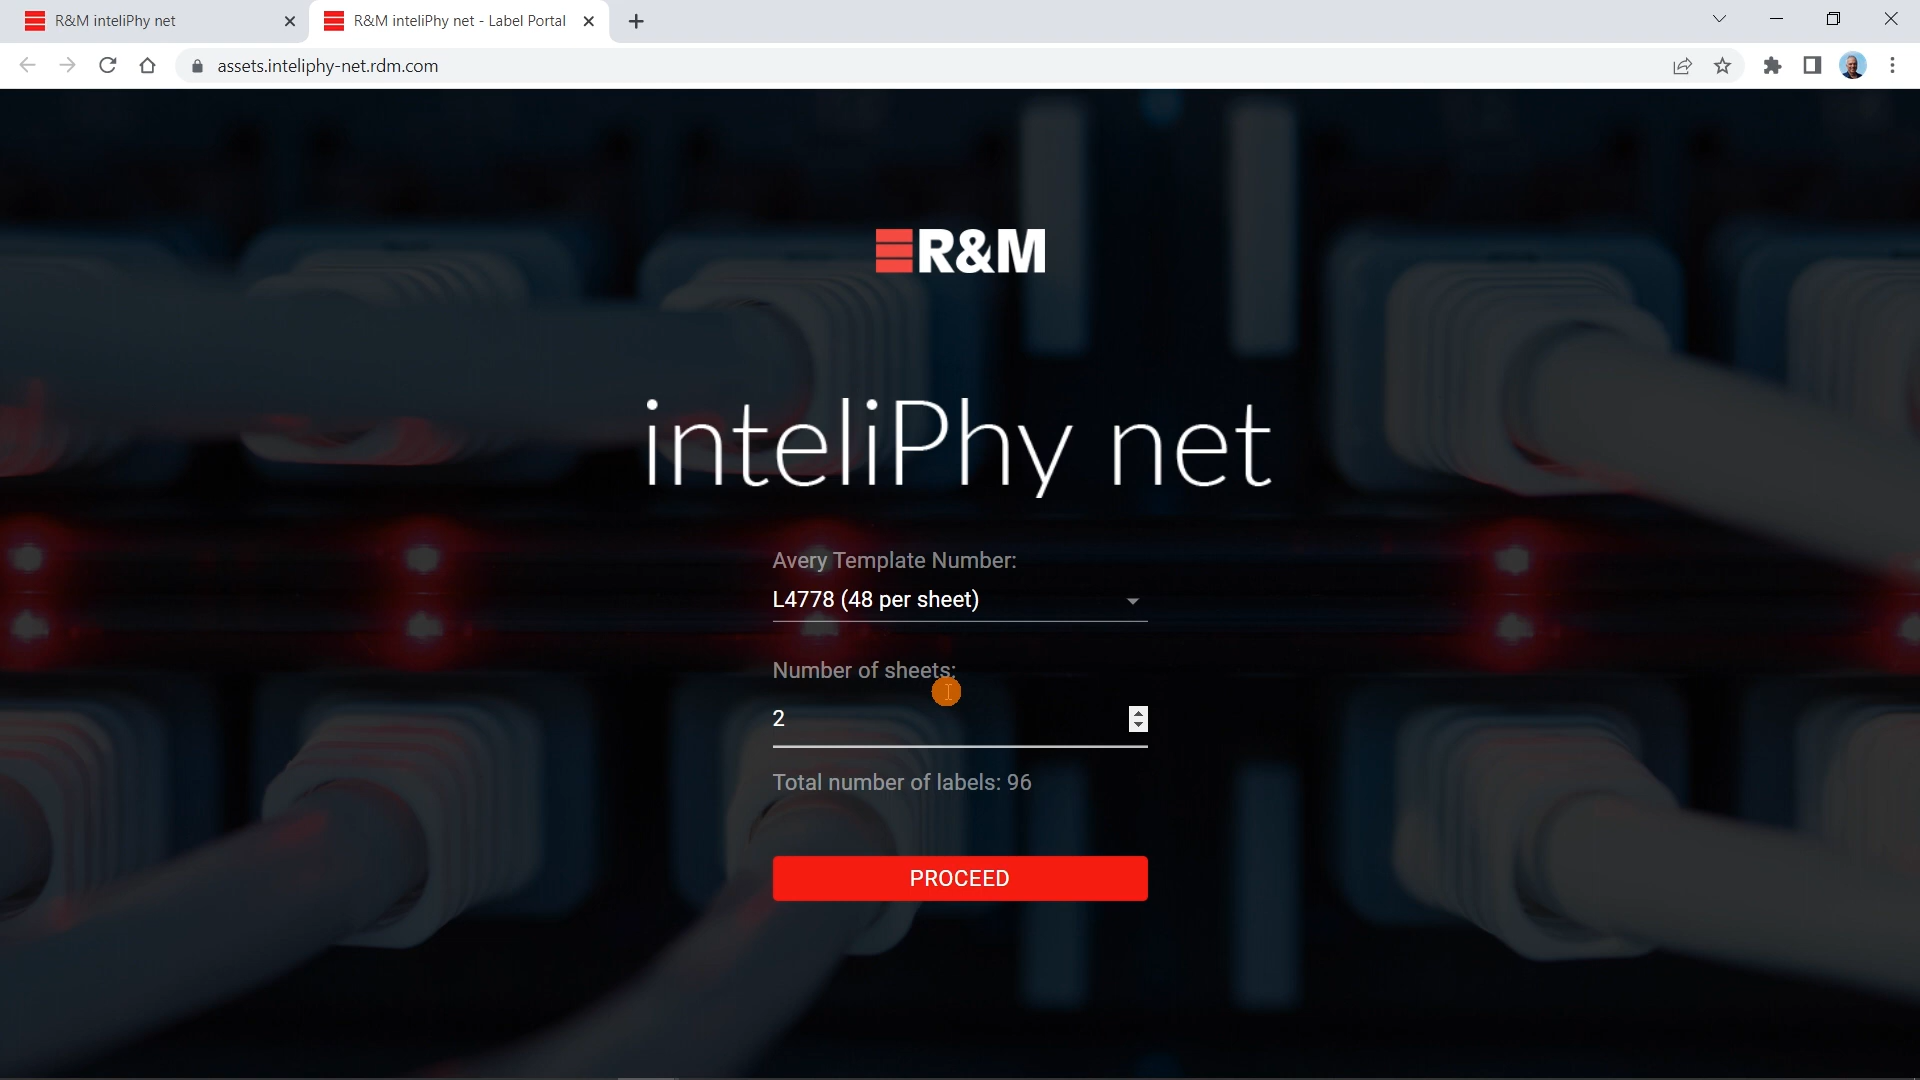 R&M inteliPhy net
R&M inteliPhy net - Label Portal
assets.inteliphy-net.rdm.com
R&M
inteliPhy net
Avery Template Number:
L4778 (48 per sheet)
Number of sheets:
2
Total number of labels: 96
PROCEED